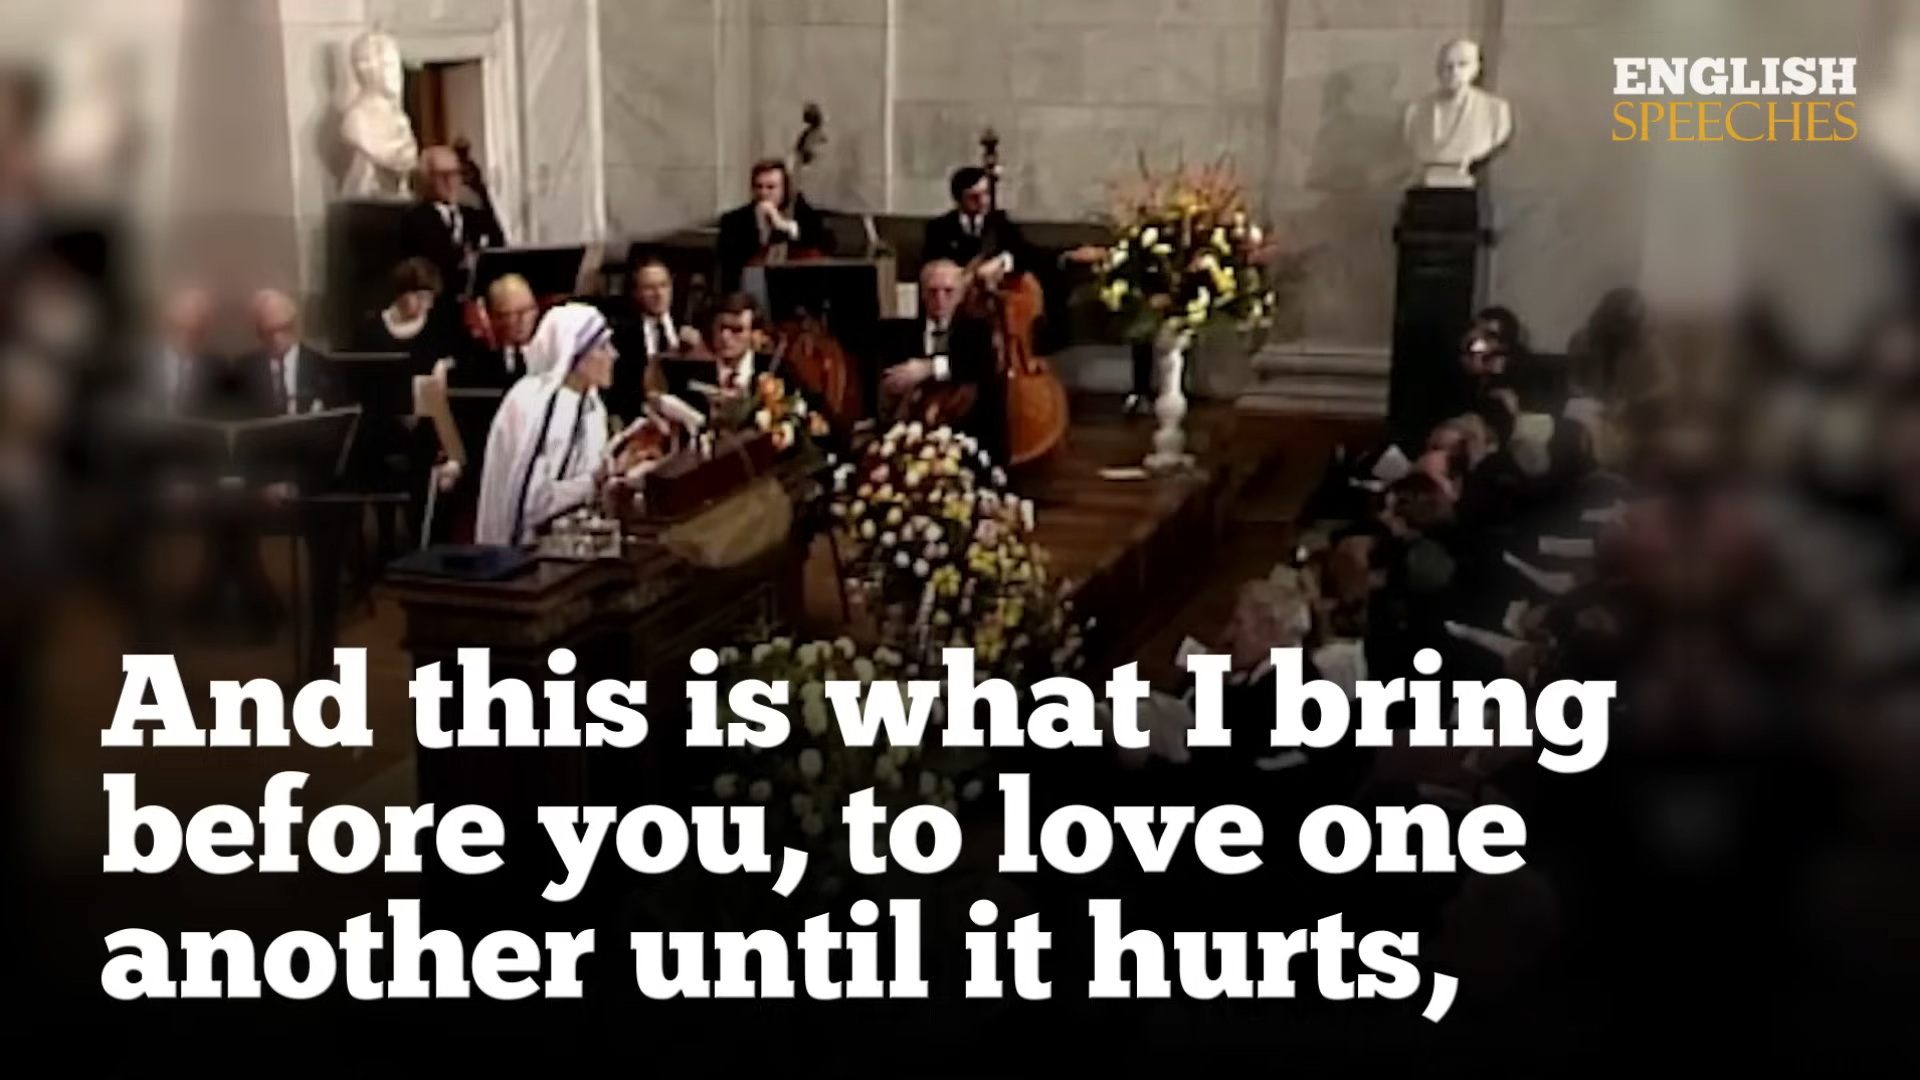 ENGLISH
SPEECHES
And this is what I bring
before you, to love one
another until it hurts,